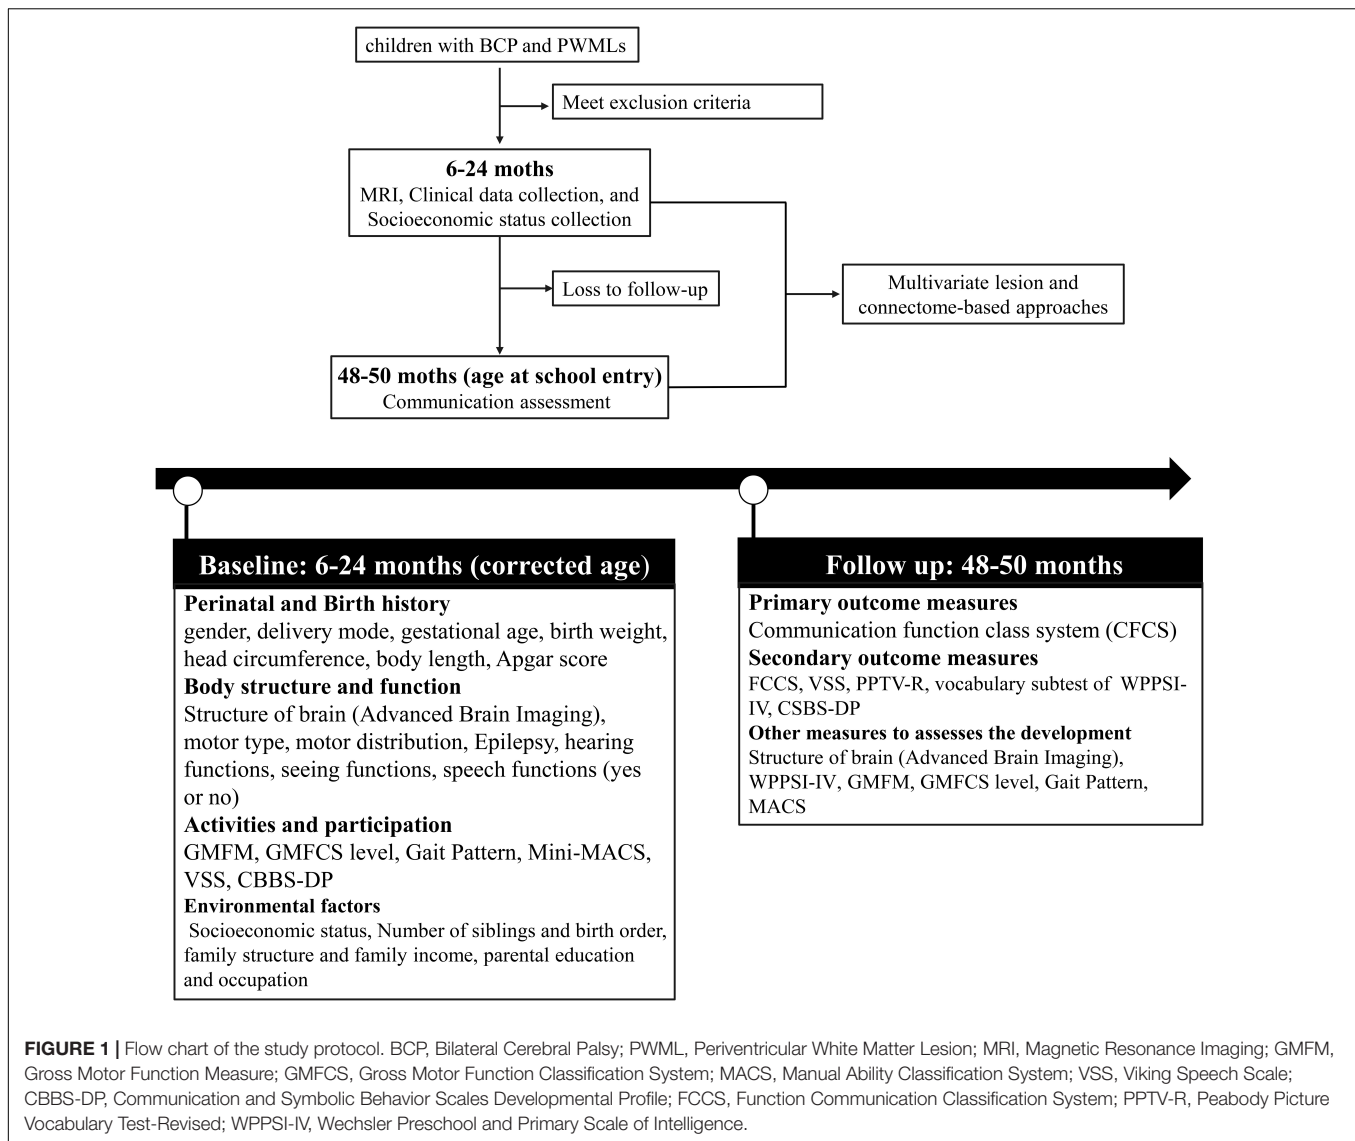 children with BCP and PWMLs
Meet exclusion criteria
6-24 moths
MRI, Clinical data collection, and
Socioeconomic status collection
Loss to follow-up
Multivariate lesion and
connectome-based approaches
48-50 moths (age at school entry)
Communication assessment
Baseline: 6-24 months (corrected age)
Perinatal and Birth history
gender, delivery mode, gestational age, birth weight,
head circumference, body length, Apgar score
Body structure and function
Structure of brain (Advanced Brain Imaging),
motor type, motor distribution, Epilepsy, hearing
functions, seeing functions, speech functions (yes
or no)
Activities and participation
GMFM, GMFCS level, Gait Pattern, Mini-MACS,
VSS, CBBS-DP
Environmental factors
Socioeconomic status, Number of siblings and birth order,
family structure and family income, parental education
and occupation
Follow up: 48-50 months
Primary outcome measures
Communication function class system (CFCS)
Secondary outcome measures
FCCS, VSS, PPTV-R, vocabulary subtest of WPPSI-
IV, CSBS-DP
Other measures to assesses the development
Structure of brain (Advanced Brain Imaging),
WPPSI-IV, GMFM, GMFCS level, Gait Pattern,
MACS
FIGURE 1 | Flow chart of the study protocol. BCP, Bilateral Cerebral Palsy; PWML, Periventricular White Matter Lesion; MRI, Magnetic Resonance Imaging; GMFM,
Gross Motor Function Measure; GMFCS, Gross Motor Function Classification System; MACS, Manual Ability Classification System; VSS, Viking Speech Scale;
CBBS-DP, Communication and Symbolic Behavior Scales Developmental Profile; FCCS, Function Communication Classification System; PPTV-R, Peabody Picture
Vocabulary Test-Revised; WPPSI-IV, Wechsler Preschool and Primary Scale of Intelligence.